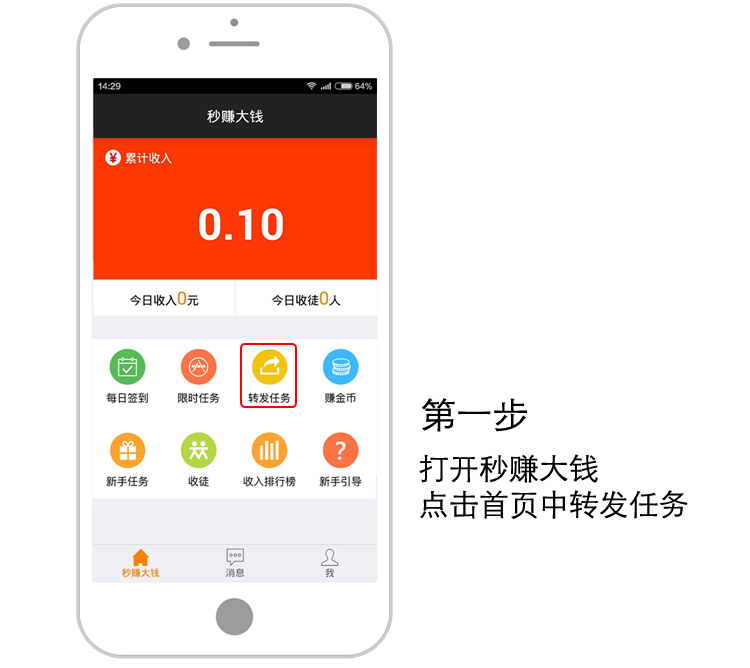 14:29
64%
秒赚大钱
¥ 累计收入
0.10
今日收入0元
今日收徒0人
每日签到
限时任务
转发任务
赚金币
新手任务
收徒
收入排行榜
?
新手引导
秒赚大钱
消息
我
第一步
打开秒赚大钱
点击首页中转发任务